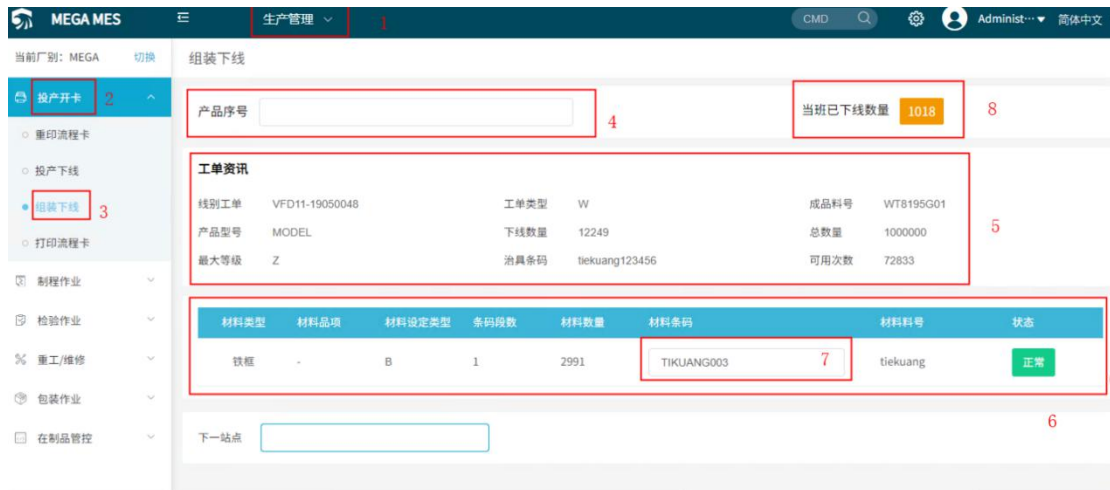 MEGA MES 生产管理 1 CMD Administ… 简体中文
当前厂别：MEGA 切换 组装下线
投产开卡 2 产品序号 4 当班已下线数量 1018 8
重印流程卡
投产下线 工单资讯
组装下线 3 线别工单 VFD11-19050048 工单类型 W 成品料号 WT8195G01
产品型号 MODEL 下线数量 12249 总数量 1000000 5
打印流程卡
最大等级 Z 治具条码 tiekuang123456 可用次数 72833
制程作业
检验作业 材料类型 材料品项 材料设定类型 条码段数 材料数量 材料条码 材料料号 状态
重工/维修 铁框 - B 1 2991 TIKUANG003 7 tiekuang 正常
包装作业
6
在制品管控 下一站点